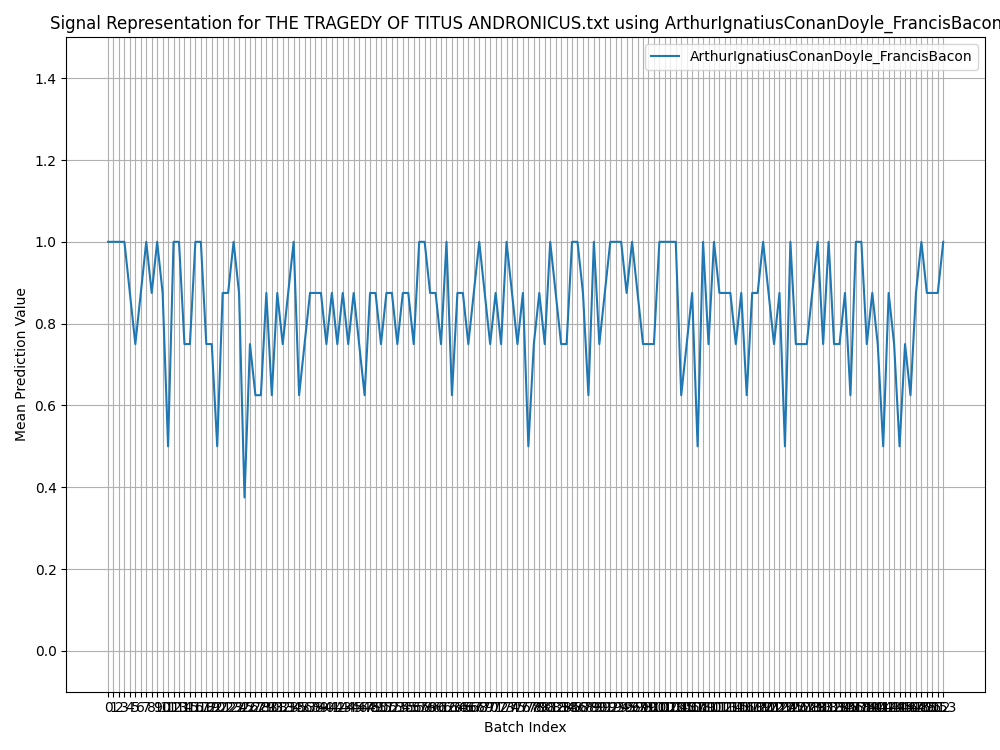 Signal Representation for THE TRAGEDY OF TITUS ANDRONICUS.txt using ArthurIgnatiusConanDoyle_FrancisBacon
ArthurIgnatiusConanDoyle_FrancisBacon
Mean Prediction Value
1.4
1.2
1.0
0.8
0.6
0.4
0.2
0.0
Batch Index